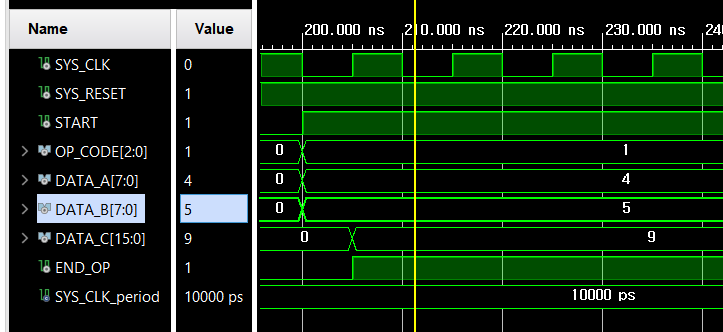 Name Value 200.000 ns 210.000 ns 220.000 ns 230.000 ns 240
SYS_CLK 0
SYS_RESET 1
START 1
OP_CODE[2:0] 1 0 1
DATA_A[7:0] 4 0 4
DATA_B[7:0] 5 0 5
DATA_C[15:0] 9 0 9
END_OP 1
SYS_CLK_period 10000 ps 10000 ps